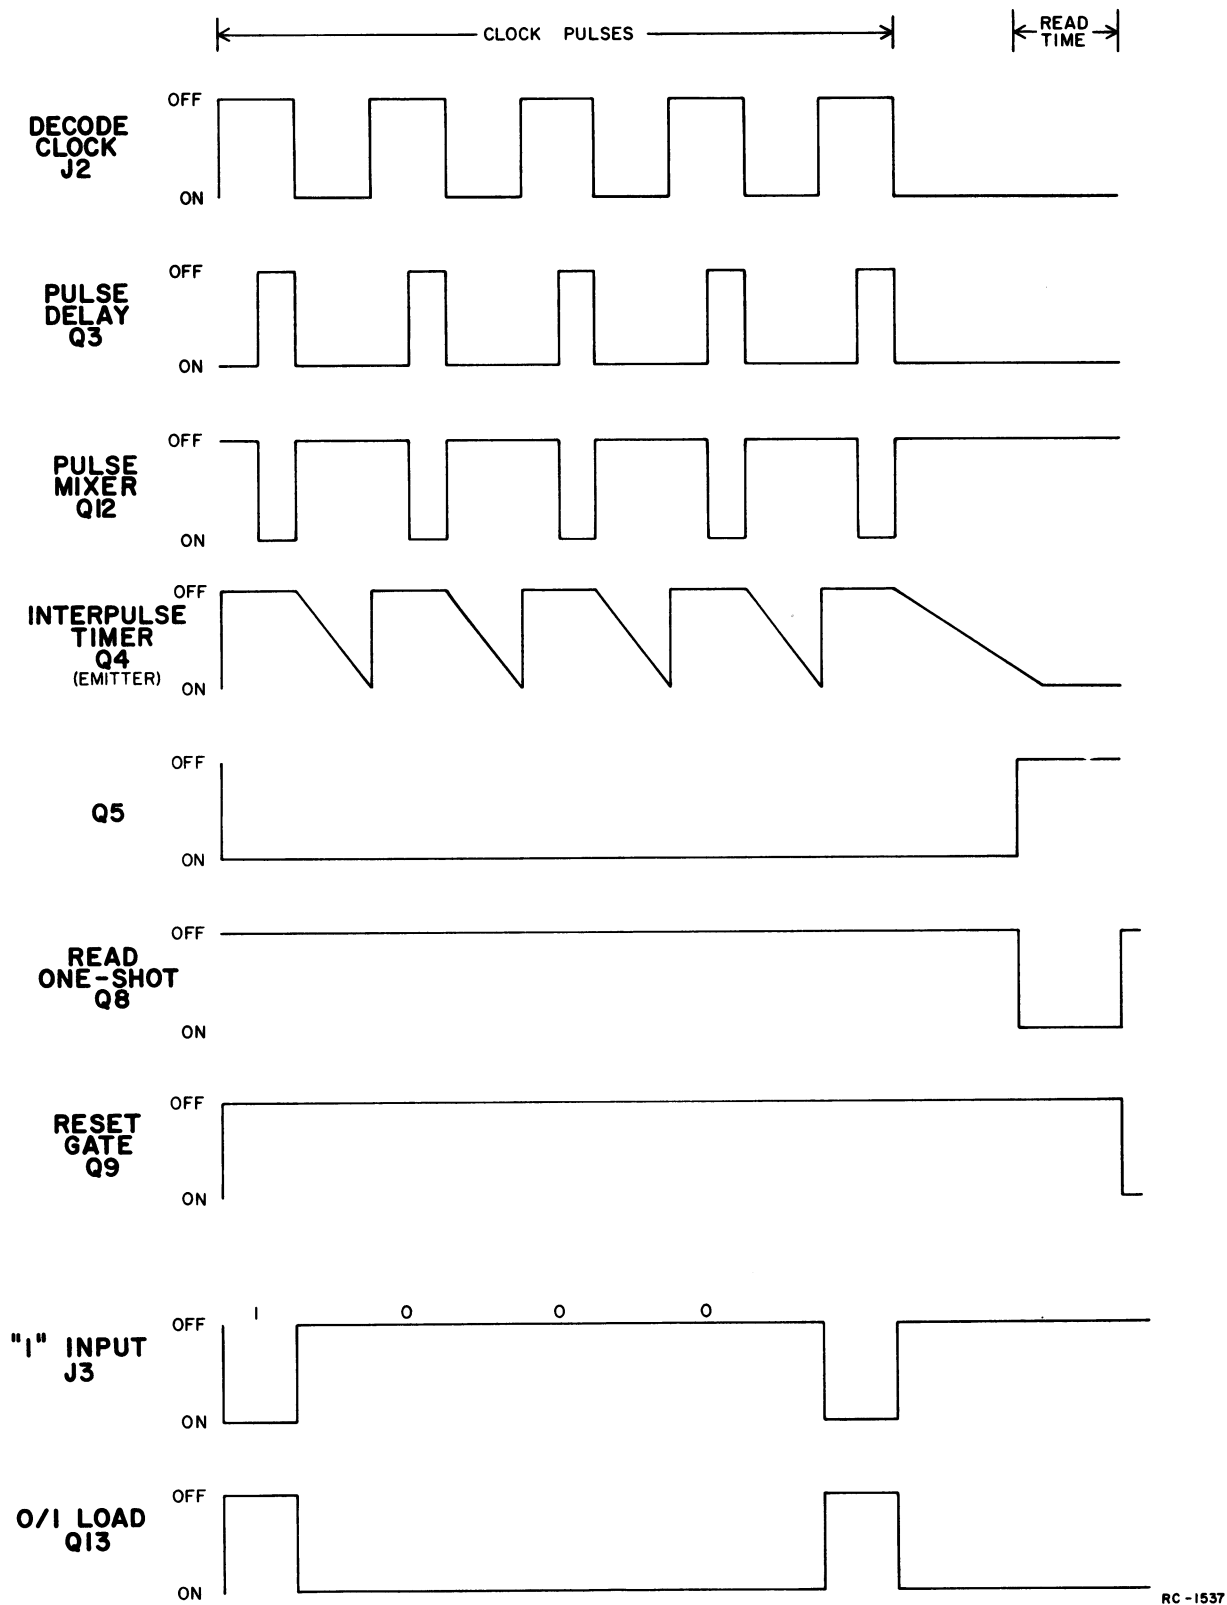 CLOCK PULSES
READ
TIME
OFF
DECODE
CLOCK
J2
ON
OFF
PULSE
DELAY
Q3
ON
OFF
PULSE
MIXER
Q12
ON
OFF
INTERPULSE
TIMER
Q4
(EMITTER)
ON
OFF
Q5
ON
OFF
READ
ONE-SHOT
Q8
ON
OFF
RESET
GATE
Q9
ON
1 0 0 0
OFF
"1" INPUT
J3
ON
OFF
0/1 LOAD
Q13
ON
RC-1537